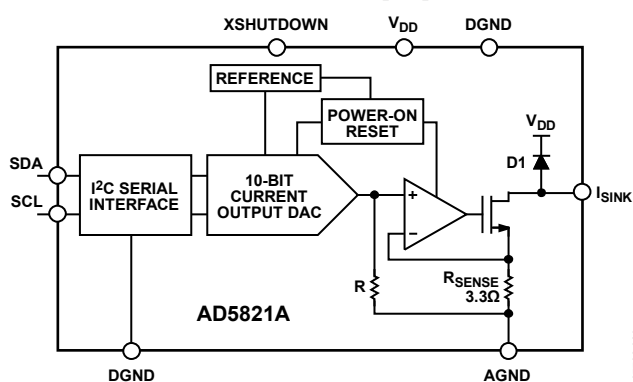 XSHUTDOWN
VDD
DGND
REFERENCE
POWER-ON
RESET
VDD
D1
SDA
SCL
I2C SERIAL
INTERFACE
10-BIT
CURRENT
OUTPUT DAC
+
–
ISINK
R
RSENSE
3.3Ω
AD5821A
DGND
AGND